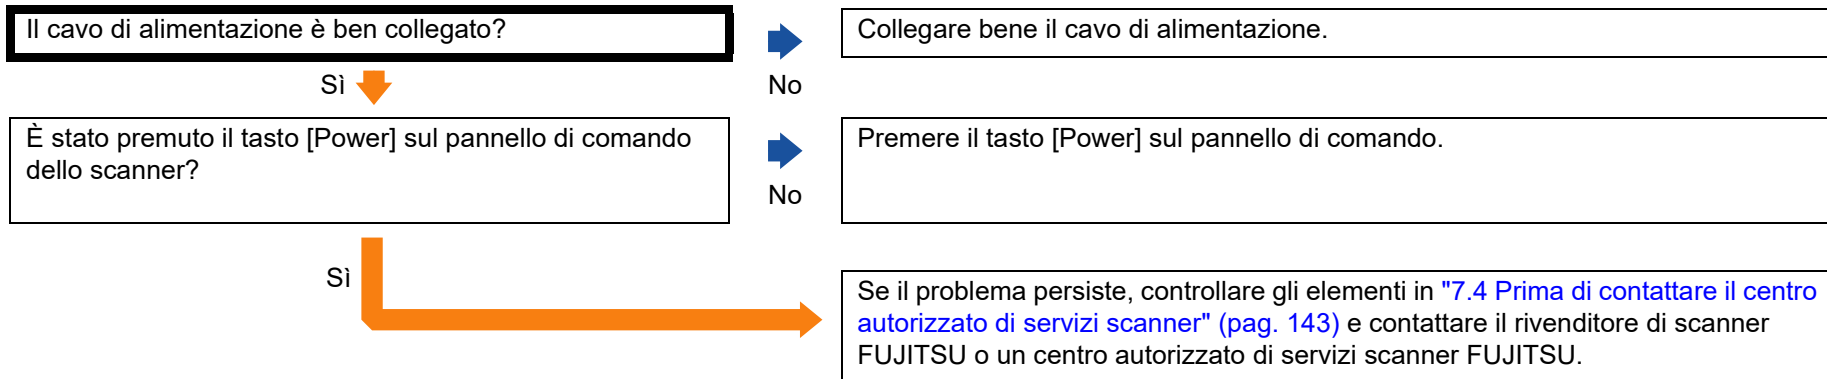 Il cavo di alimentazione è ben collegato?
Collegare bene il cavo di alimentazione.
Sì
No
È stato premuto il tasto [Power] sul pannello di comando
dello scanner?
Premere il tasto [Power] sul pannello di comando.
No
Sì
Se il problema persiste, controllare gli elementi in "7.4 Prima di contattare il centro
autorizzato di servizi scanner" (pag. 143) e contattare il rivenditore di scanner
FUJITSU o un centro autorizzato di servizi scanner FUJITSU.